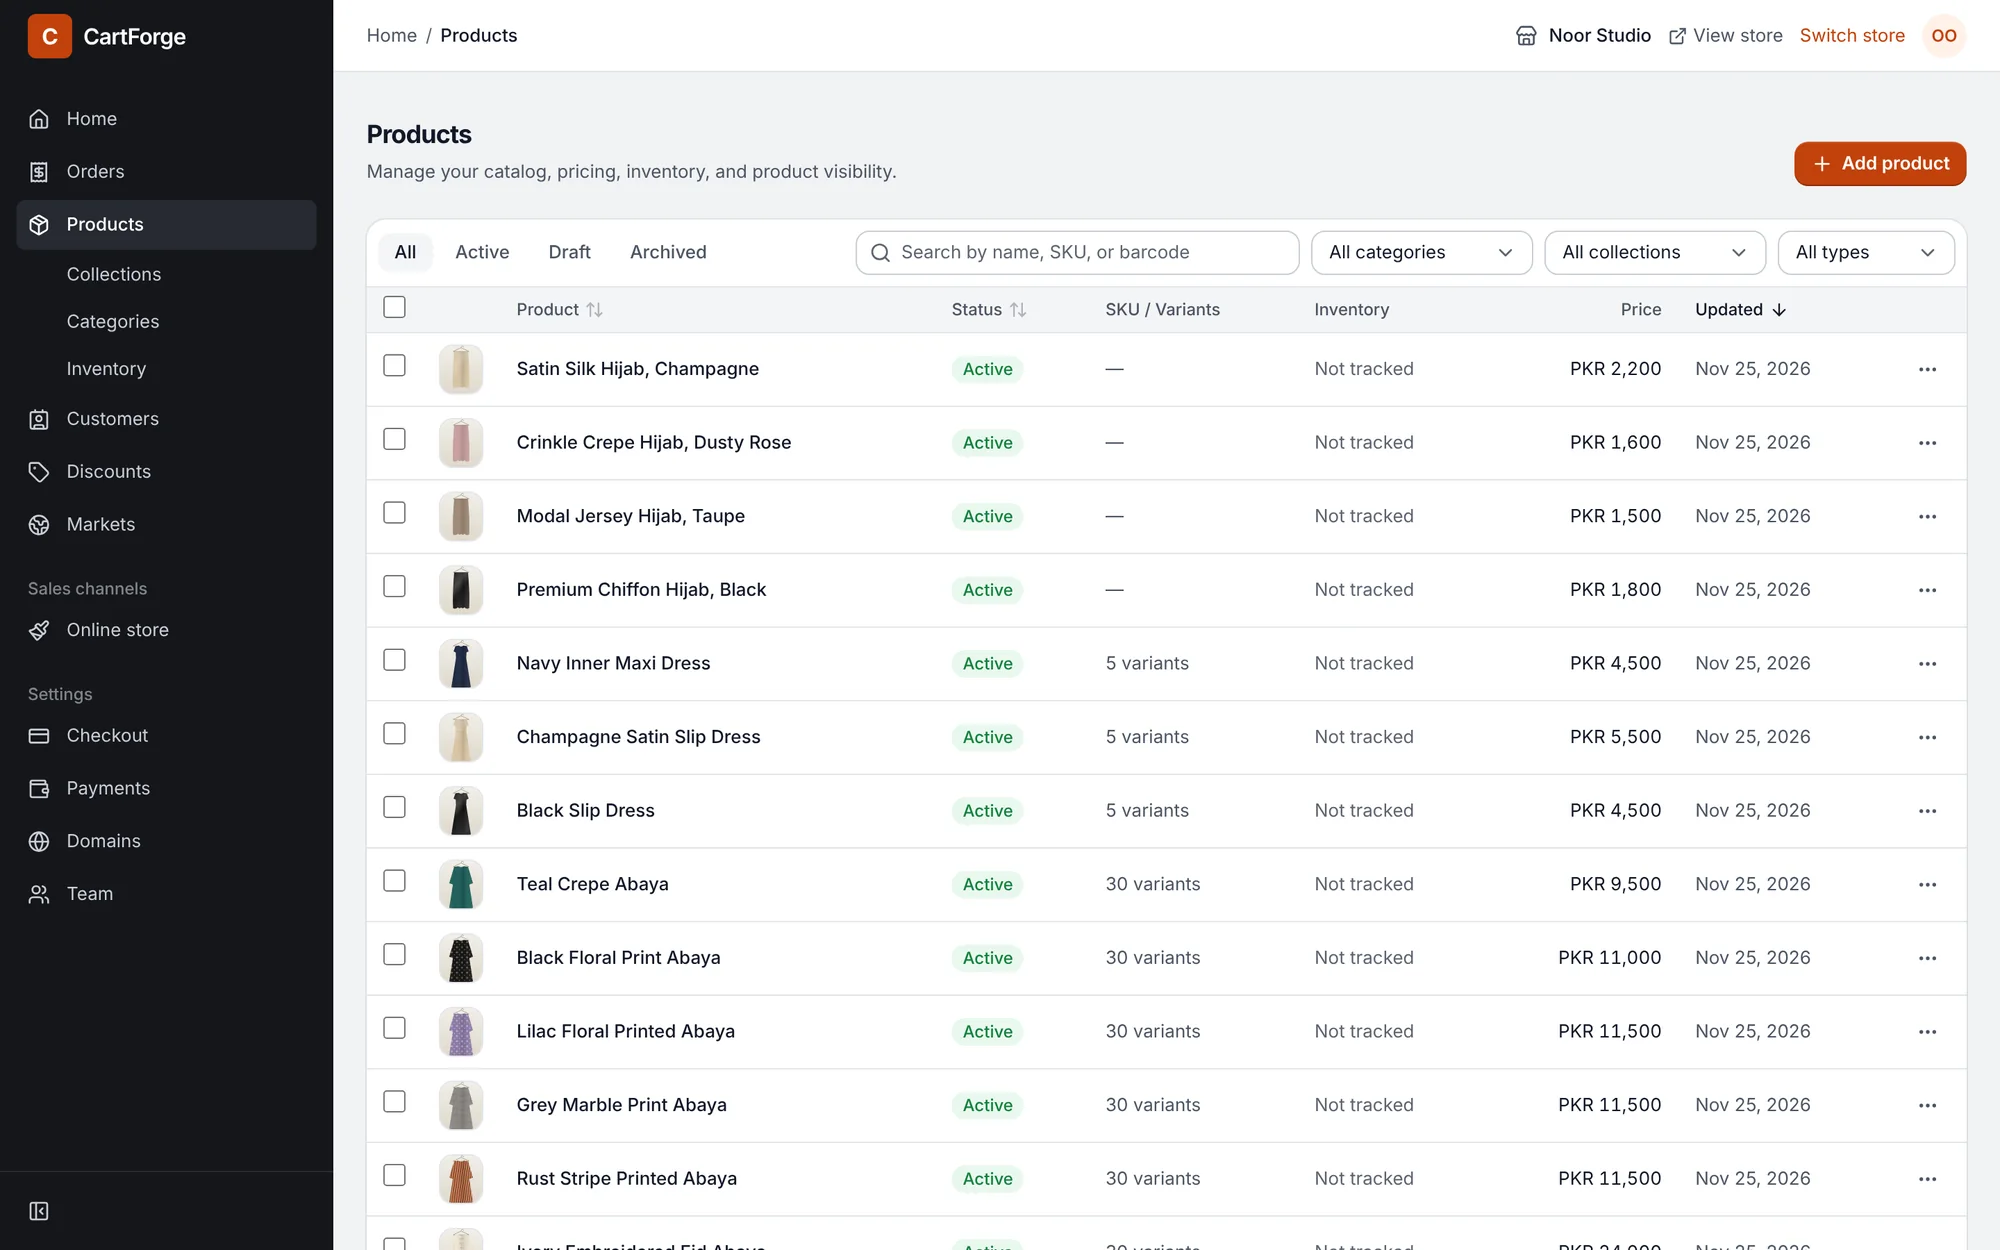 C CartForge
Home / Products
Noor Studio View store Switch store OO
Home
Orders
Products
Collections
Categories
Inventory
Customers
Discounts
Markets
Sales channels
Online store
Settings
Checkout
Payments
Domains
Team
Products
Manage your catalog, pricing, inventory, and product visibility.
+ Add product
All Active Draft Archived Search by name, SKU, or barcode All categories All collections All types
Product Status SKU / Variants Inventory Price Updated
Satin Silk Hijab, Champagne Active — Not tracked PKR 2,200 Nov 25, 2026
Crinkle Crepe Hijab, Dusty Rose Active — Not tracked PKR 1,600 Nov 25, 2026
Modal Jersey Hijab, Taupe Active — Not tracked PKR 1,500 Nov 25, 2026
Premium Chiffon Hijab, Black Active — Not tracked PKR 1,800 Nov 25, 2026
Navy Inner Maxi Dress Active 5 variants Not tracked PKR 4,500 Nov 25, 2026
Champagne Satin Slip Dress Active 5 variants Not tracked PKR 5,500 Nov 25, 2026
Black Slip Dress Active 5 variants Not tracked PKR 4,500 Nov 25, 2026
Teal Crepe Abaya Active 30 variants Not tracked PKR 9,500 Nov 25, 2026
Black Floral Print Abaya Active 30 variants Not tracked PKR 11,000 Nov 25, 2026
Lilac Floral Printed Abaya Active 30 variants Not tracked PKR 11,500 Nov 25, 2026
Grey Marble Print Abaya Active 30 variants Not tracked PKR 11,500 Nov 25, 2026
Rust Stripe Printed Abaya Active 30 variants Not tracked PKR 11,500 Nov 25, 2026